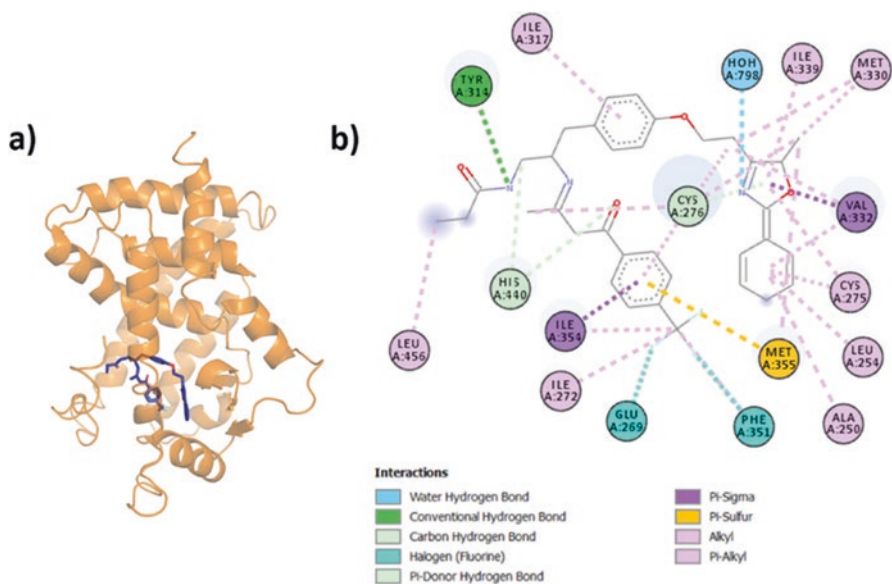 a)
b)
ILE
A:317
TYR
A:314
HOH
A:798
ILE
A:339
MET
A:330
O
O
N
N
O
CYS
A:276
N
O
VAL
A:332
HIS
A:440
CYS
A:275
LEU
A:456
ILE
A:354
MET
A:355
LEU
A:254
ILE
A:272
GLU
A:269
PHE
A:351
ALA
A:250
Interactions
Water Hydrogen Bond
Conventional Hydrogen Bond
Carbon Hydrogen Bond
Halogen (Fluorine)
Pi-Donor Hydrogen Bond
Pi-Sigma
Pi-Sulfur
Alkyl
Pi-Alkyl